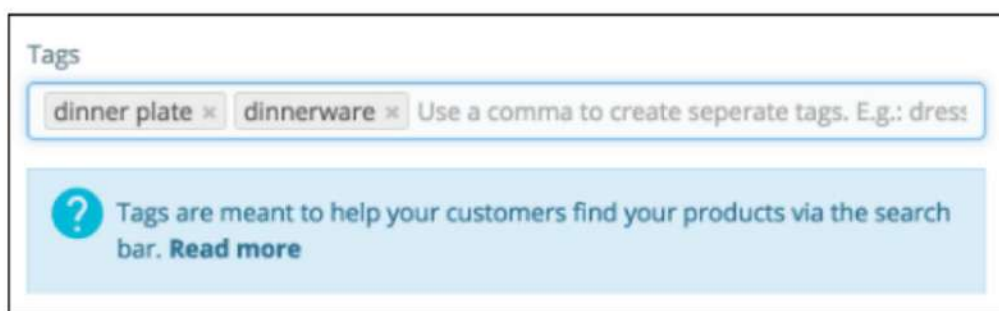 Tags
dinner plate × dinnerware × Use a comma to create seperate tags. E.g.: dress
? Tags are meant to help your customers find your products via the search
bar. Read more